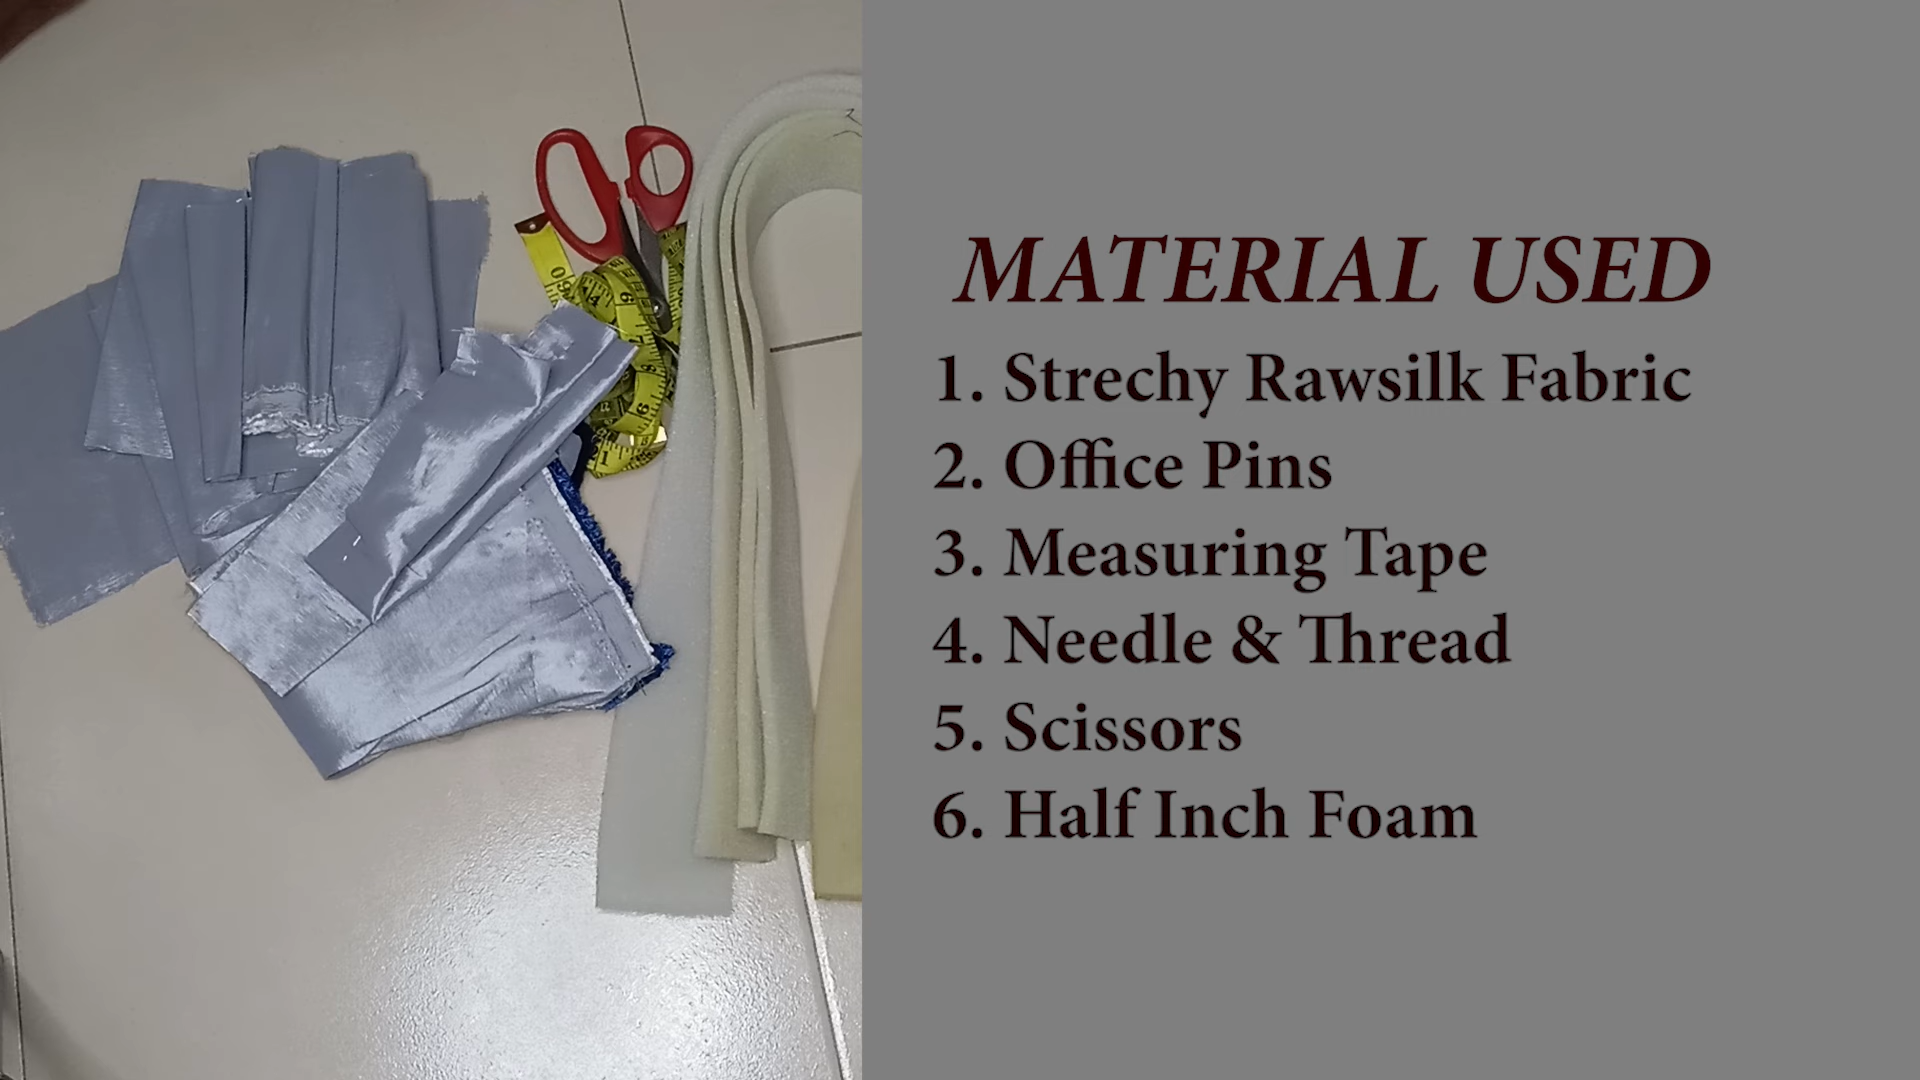 MATERIAL USED
1. Strechy Rawsilk Fabric
2. Office Pins
3. Measuring Tape
4. Needle & Thread
5. Scissors
6. Half Inch Foam